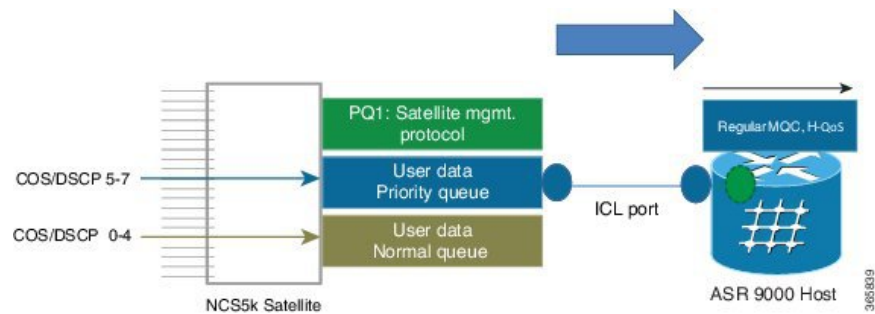 PQ1: Satellite mgmt.
protocol
Regular MQC, H-QoS
COS/DSCP 5-7
User data
Priority queue
ICL port
COS/DSCP 0-4
User data
Normal queue
NCS5k Satellite
ASR 9000 Host
365839